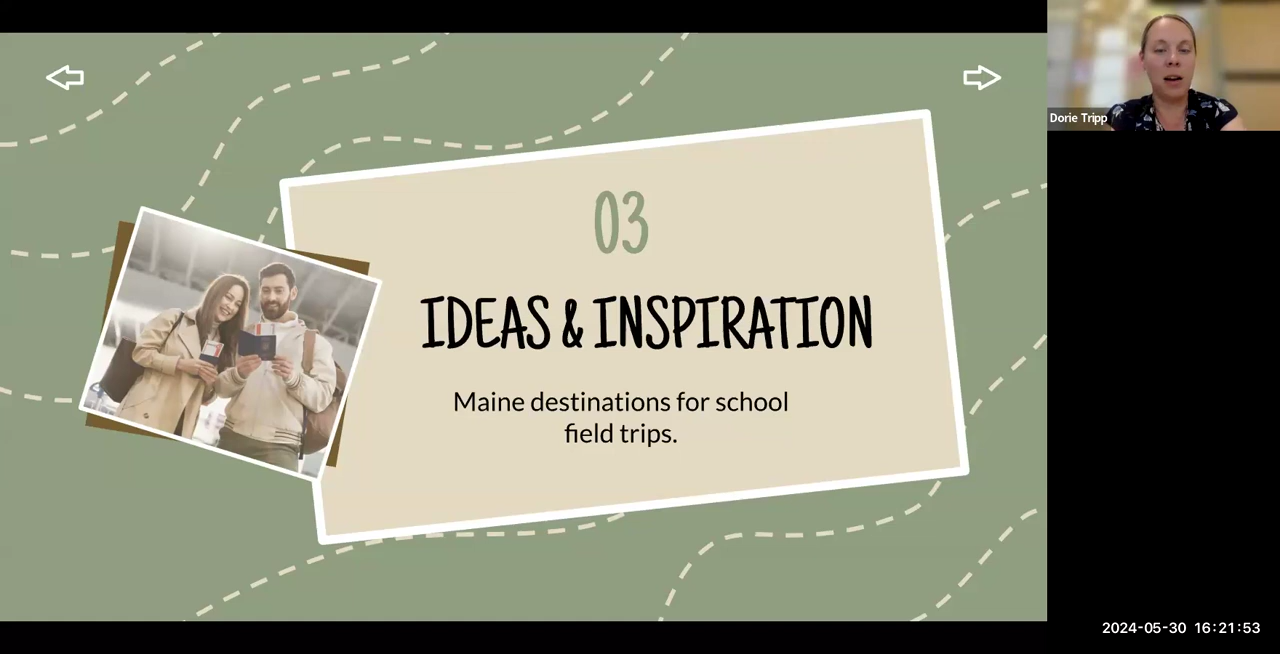 Dorie Tripp
03
IDEAS & INSPIRATION
Maine destinations for school
field trips.
2024-05-30 16:21:53